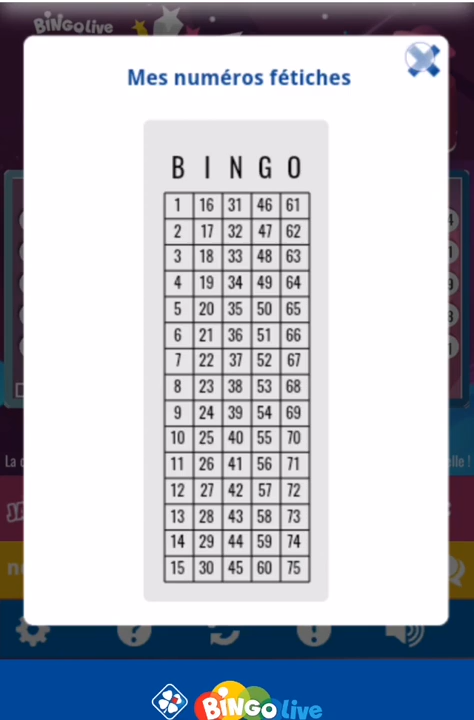 BiNGO live
Mes numéros fétiches
B I N G O
1 16 31 46 61
2 17 32 47 62
3 18 33 48 63
4 19 34 49 64
5 20 35 50 65
6 21 36 51 66
7 22 37 52 67
8 23 38 53 68
9 24 39 54 69
10 25 40 55 70
11 26 41 56 71
12 27 42 57 72
13 28 43 58 73
14 29 44 59 74
15 30 45 60 75
La
BiNGO live